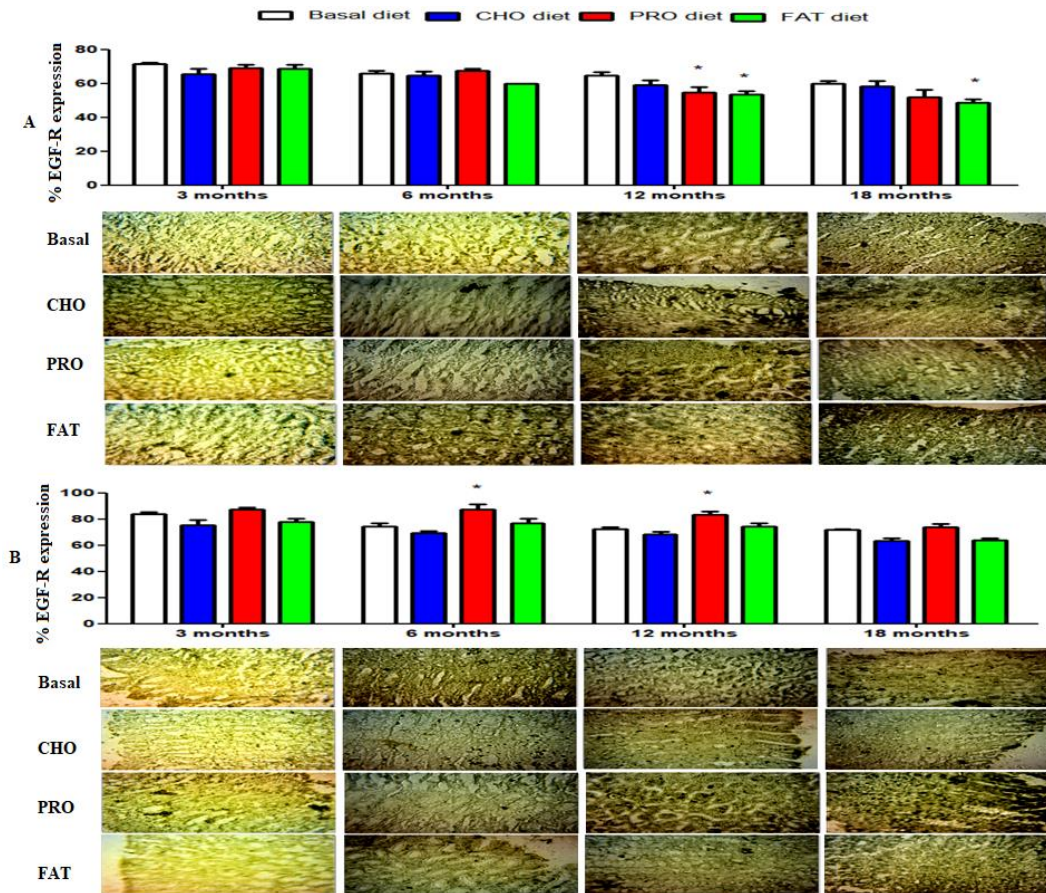 Basal diet CHO diet PRO diet FAT diet
80
60
40
20
0
% EGF-R expression
A
* * *
3 months 6 months 12 months 18 months
Basal
CHO
PRO
FAT
100
80
60
40
20
0
% EGF-R expression
B
* *
3 months 6 months 12 months 18 months
Basal
CHO
PRO
FAT